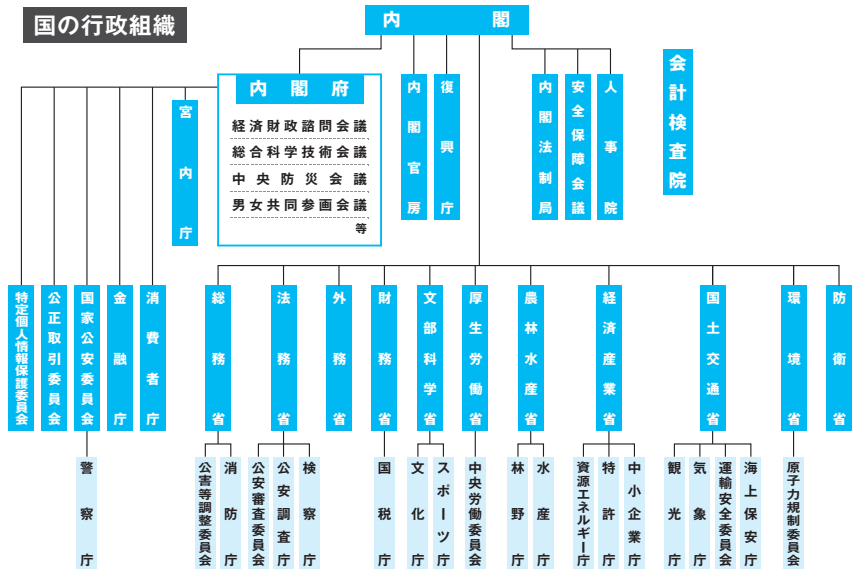 国の行政組織
内閣
内閣府
経済財政諮問会議
総合科学技術会議
中央防災会議
男女共同参画会議
等
宮内庁
内閣官房
復興庁
内閣法制局
安全保障会議
人事院
会計検査院
特定個人情報保護委員会
公正取引委員会
国家公安委員会
金融庁
消費者庁
総務省
法務省
外務省
財務省
文部科学省
厚生労働省
農林水産省
経済産業省
国土交通省
環境省
防衛省
警察庁
公害等調整委員会
消防庁
公安審査委員会
公安調査庁
検察庁
国税庁
文化庁
スポーツ庁
中央労働委員会
林野庁
水産庁
資源エネルギー庁
特許庁
中小企業庁
観光庁
気象庁
運輸安全委員会
海上保安庁
原子力規制委員会